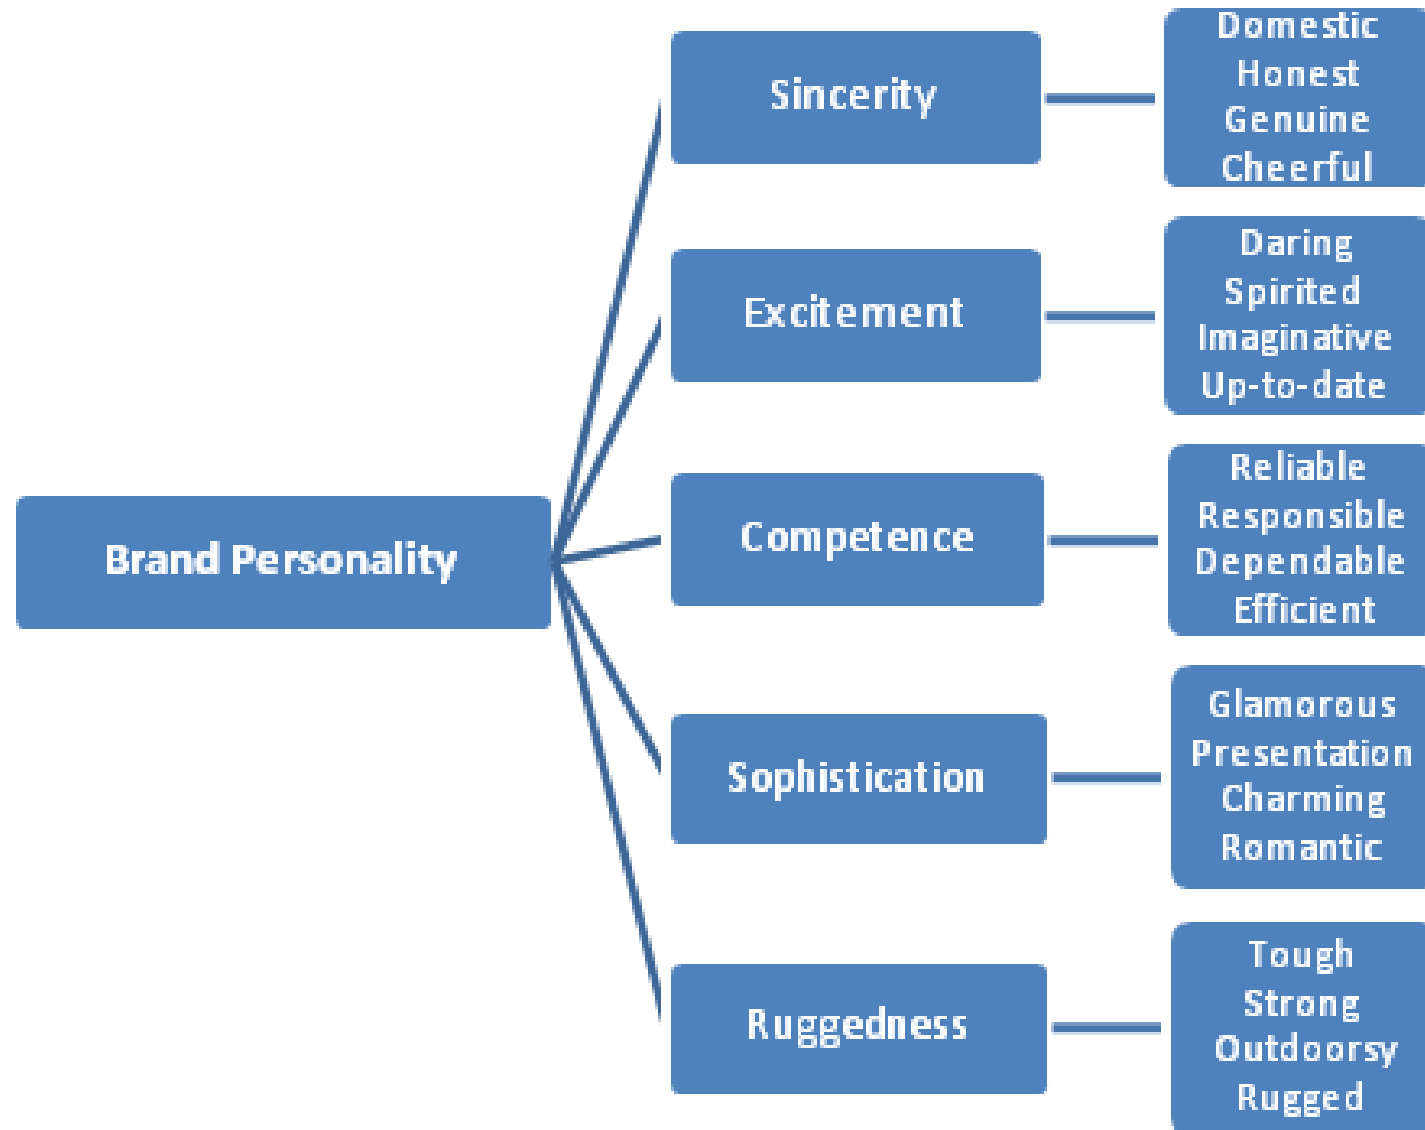 Brand Personality
Sincerity
Domestic
Honest
Genuine
Cheerful
Excitement
Daring
Spirited
Imaginative
Up-to-date
Competence
Reliable
Responsible
Dependable
Efficient
Sophistication
Glamorous
Presentation
Charming
Romantic
Ruggedness
Tough
Strong
Outdoorsy
Rugged